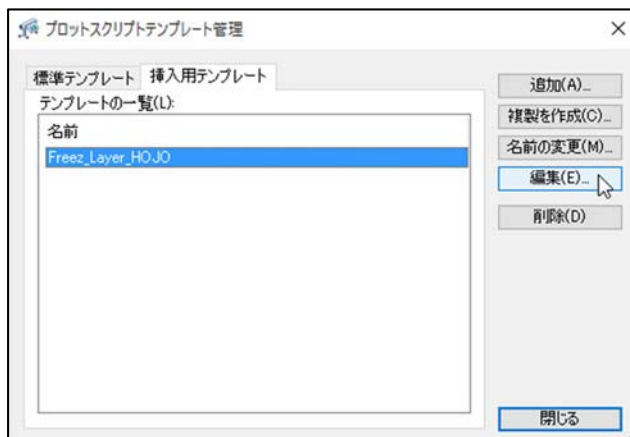 プロットスクリプトテンプレート管理
標準テンプレート 挿入用テンプレート
テンプレートの一覧(L):
名前
Freez_Layer_HOJO
追加(A)...
複製を作成(C)...
名前の変更(M)...
編集(E)...
削除(D)
閉じる